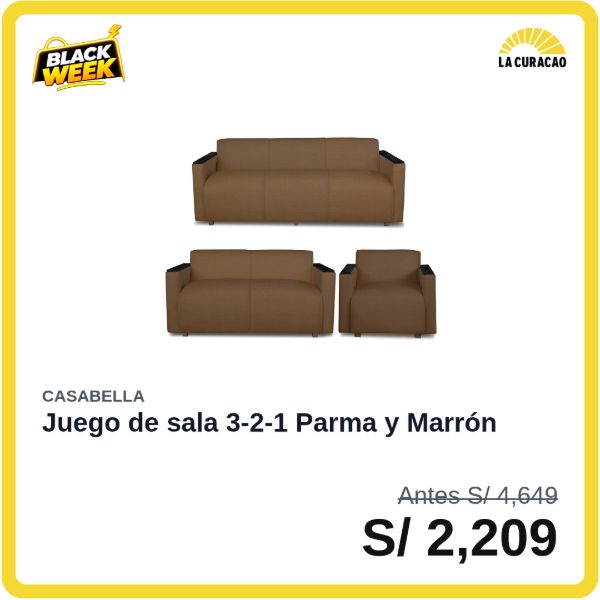 BLACK
WEEK
LA CURACAO
CASABELLA
Juego de sala 3-2-1 Parma y Marrón
Antes S/ 4,649
S/ 2,209